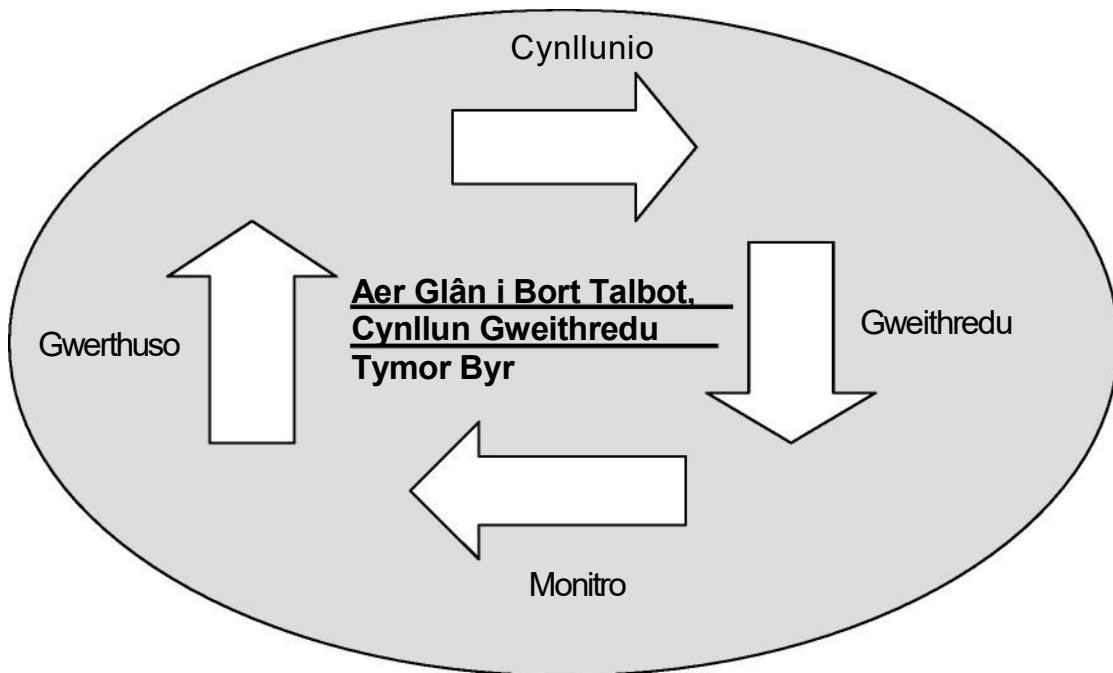 Cynllunio
Aer Glân i Bort Talbot,
Cynllun Gweithredu
Tymor Byr
Gweithredu
Gwerthuso
Monitro